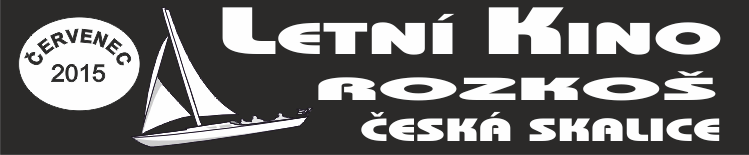 ČERVENEC
2015
LETNÍ KINO
ROZKOŠ
ČESKÁ SKALICE